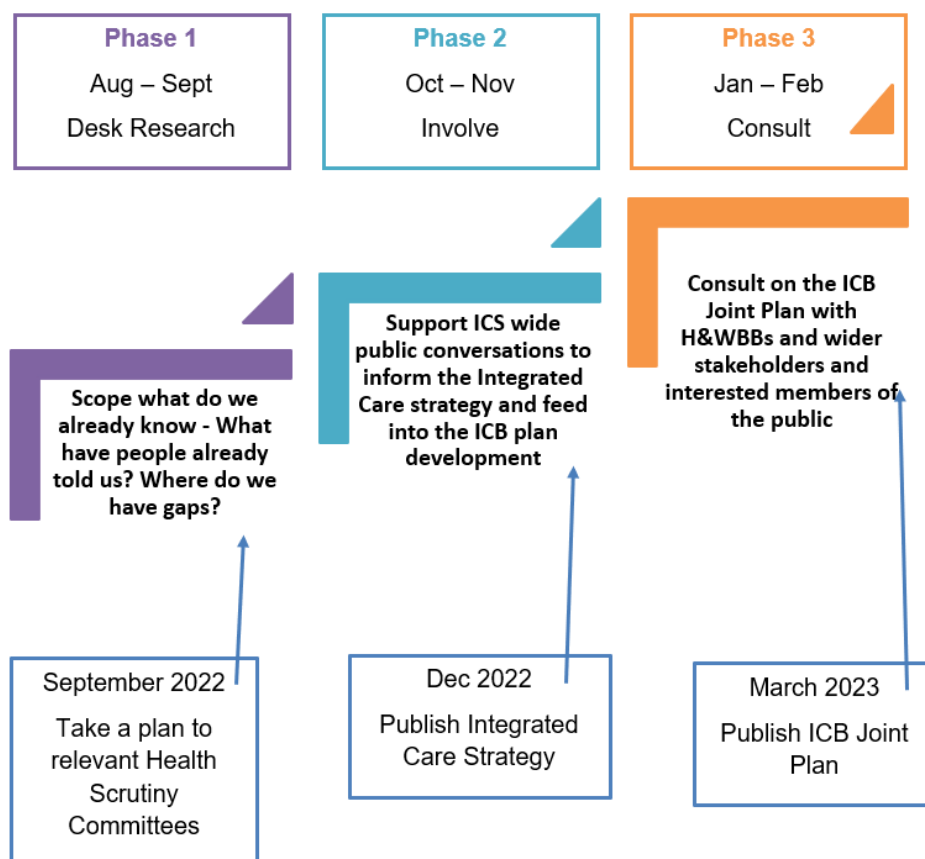 Phase 1
Aug – Sept
Desk Research
Phase 2
Oct – Nov
Involve
Phase 3
Jan – Feb
Consult
Scope what do we
already know - What
have people already
told us? Where do we
have gaps?
Support ICS wide
public conversations to
inform the Integrated
Care strategy and feed
into the ICB plan
development
Consult on the ICB
Joint Plan with
H&WBBs and wider
stakeholders and
interested members of
the public
September 2022
Take a plan to
relevant Health
Scrutiny
Committees
Dec 2022
Publish Integrated
Care Strategy
March 2023
Publish ICB Joint
Plan